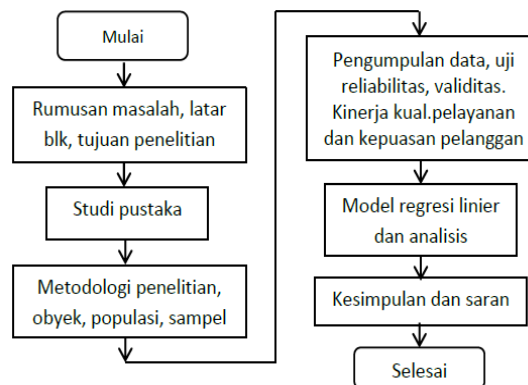 Mulai
Rumusan masalah, latar
blk, tujuan penelitian
Studi pustaka
Metodologi penelitian,
obyek, populasi, sampel
Pengumpulan data, uji
reliabilitas, validitas.
Kinerja kual.pelayanan
dan kepuasan pelanggan
Model regresi linier
dan analisis
Kesimpulan dan saran
Selesai